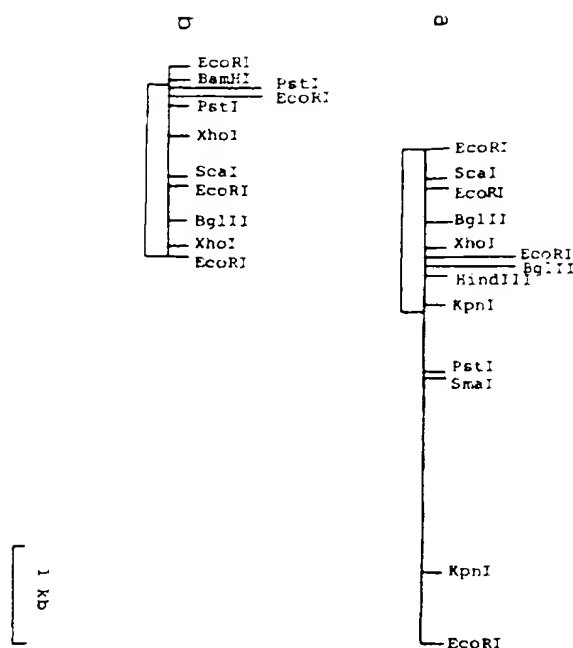 b
EcoRI
BamHI
PstI
EcoRI
PstI
XhoI
ScaI
EcoRI
BglII
XhoI
EcoRI
a
EcoRI
ScaI
EcoRI
BglII
XhoI
EcoRI
BglII
HindIII
KpnI
PstI
SmaI
KpnI
EcoRI
1 kb